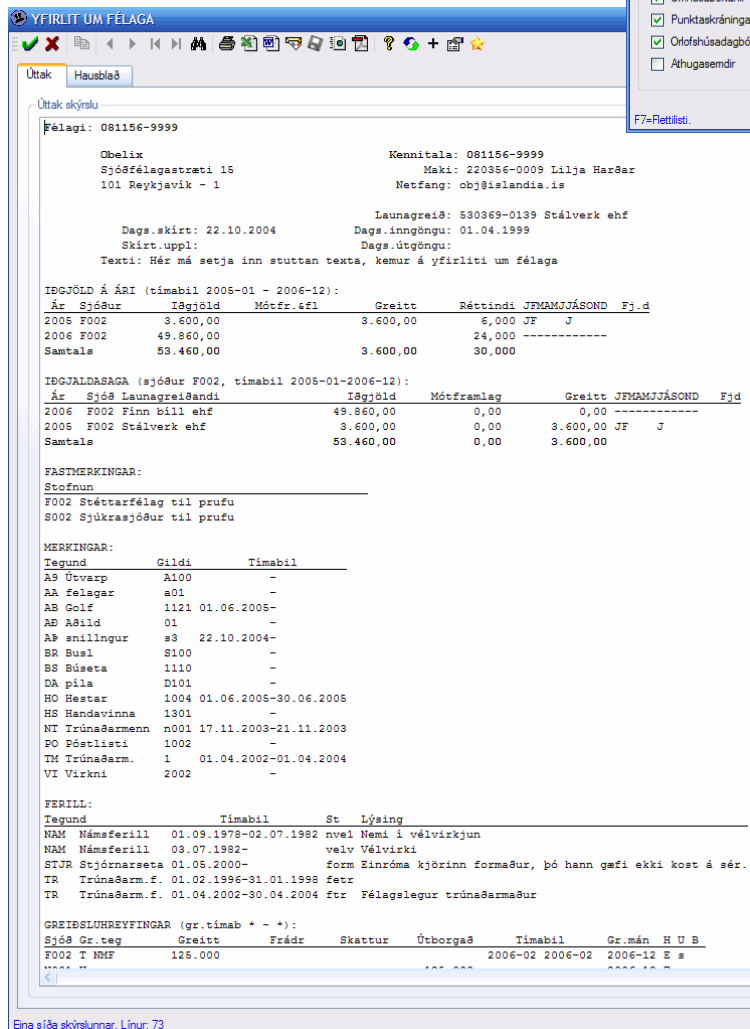 YFIRLIT UM FÉLAGA
Punktaskráninga
Orlofshúsadagbó
Athugasemdir
F7=Flettilisti.
Úttak Hausblað
Úttak skýrslu
Félagi: 081156-9999
Obelix Kennitala: 081156-9999
Sjóðfélagastræti 15 Maki: 220356-0009 Lilja Harðar
101 Reykjavík - 1 Netfang: obj@islandia.is
Launagreið: 530369-0139 Stálverk ehf
Dags.skírt: 22.10.2004 Dags.inngöngu: 01.04.1999
Skírt.uppl: Dags.útgöngu:
Texti: Hér má setja inn stuttan texta, kemur á yfirliti um félaga
IÐGJÖLD Á ÁRI (tímabil 2005-01 - 2006-12):
Ár Sjóður Iðgjöld Mótfr.&fl Greitt Réttindi JFMAMJJÁSOND Fj.d
2005 F002 3.600,00 3.600,00 6,000 JF J
2006 F002 49.860,00 24,000 ------------
Samtals 53.460,00 3.600,00 30,000
IÐGJALDASAGA (sjóður F002, tímabil 2005-01-2006-12):
Ár Sjóð Launagreiðandi Iðgjöld Mótframlag Greitt JFMAMJJÁSOND Fjd
2006 F002 Finn bíll ehf 49.860,00 0,00 0,00 ------------
2005 F002 Stálverk ehf 3.600,00 0,00 3.600,00 JF J
Samtals 53.460,00 0,00 3.600,00
FASTMERKINGAR:
Stofnun
F002 Stéttarfélag til prufu
S002 Sjúkrasjóður til prufu
MERKINGAR:
Tegund Gildi Tímabil
A9 Útvarp A100 -
AA felagar a01 -
AB Golf 1121 01.06.2005-
AÐ Aðild 01 -
AÞ snillngur s3 22.10.2004-
BR Busl S100 -
BS Búseta 1110 -
DA píla D101 -
HO Hestar 1004 01.06.2005-30.06.2005
HS Handavinna 1301 -
NT Trúnaðarmenn n001 17.11.2003-21.11.2003
PO Póstlisti 1002 -
TM Trúnaðarm. 1 01.04.2002-01.04.2004
VI Virkni 2002 -
FERILL:
Tegund Tímabil St Lýsing
NAM Námsferill 01.09.1978-02.07.1982 nvel Nemi í vélvirkjun
NAM Námsferill 03.07.1982- velv Vélvirki
STJR Stjórnarseta 01.05.2000- form Einróma kjörinn formaður, þó hann gæfi ekki kost á sér.
TR Trúnaðarm.f. 01.02.1996-31.01.1998 fetr
TR Trúnaðarm.f. 01.04.2002-30.04.2004 ftr Félagslegur trúnaðarmaður
GREIÐSLUHREYFINGAR (gr.tímab * - *):
Sjóð Gr.teg Greitt Frádr Skattur Útborgað Tímabil Gr.mán H U B
F002 T NMF 125.000 2006-02 2006-02 2006-12 E s
Eina síða skýrslunnar. Línur: 73